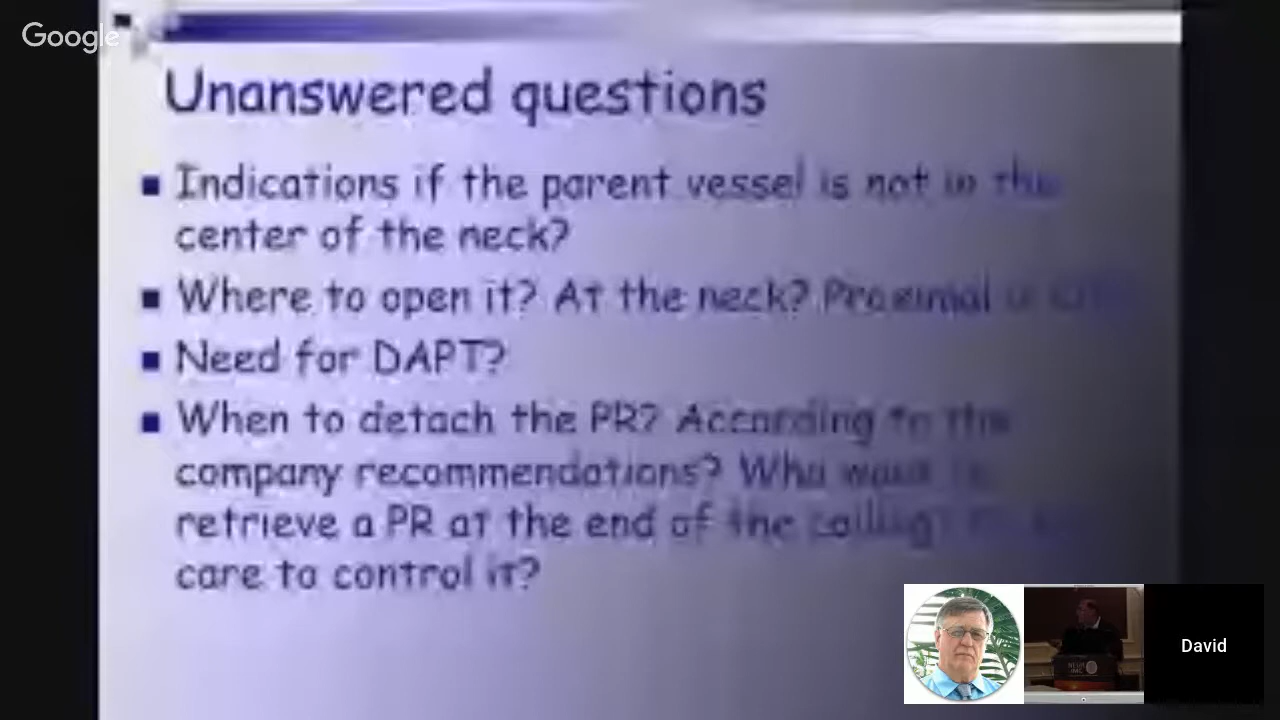 Google
Unanswered questions
Indications if the parent vessel is not in the
center of the neck?
Where to open it? At the neck? Proximal
Need for DAPT?
When to detach the PR? According to the
company recommendations? Who
retrieve a PR at the end of the coiling
care to control it?
David